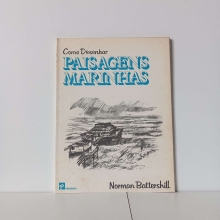 Como Desenhar
PAISAGENS
MARINHAS
Norman Battershill